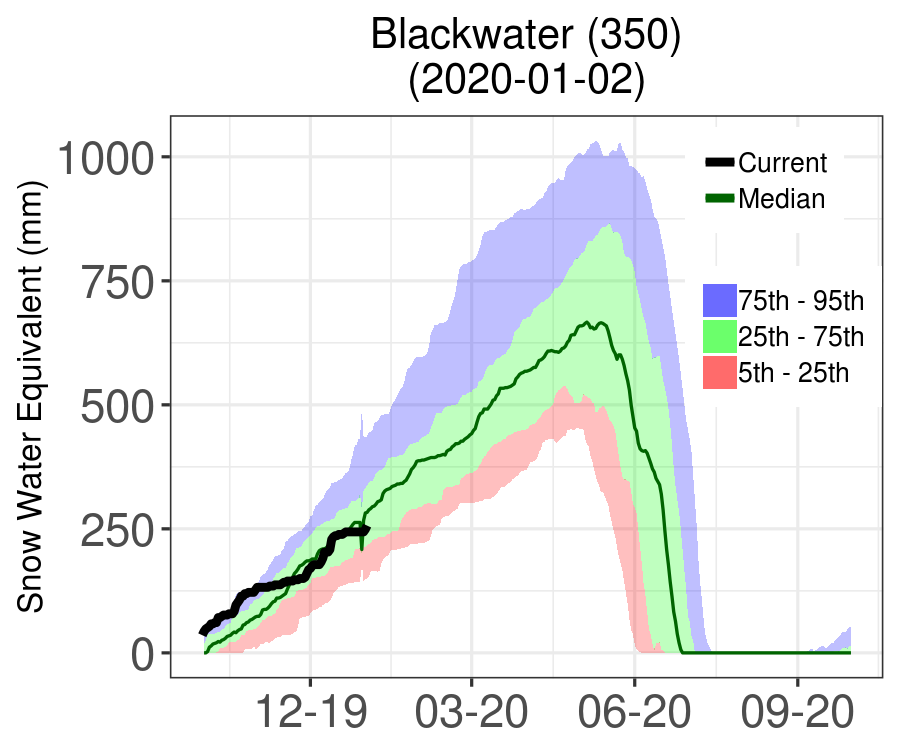 Blackwater (350)
(2020-01-02)
Snow Water Equivalent (mm)
1000
750
500
250
0
12-19
03-20
06-20
09-20
Current
Median
75th - 95th
25th - 75th
5th - 25th